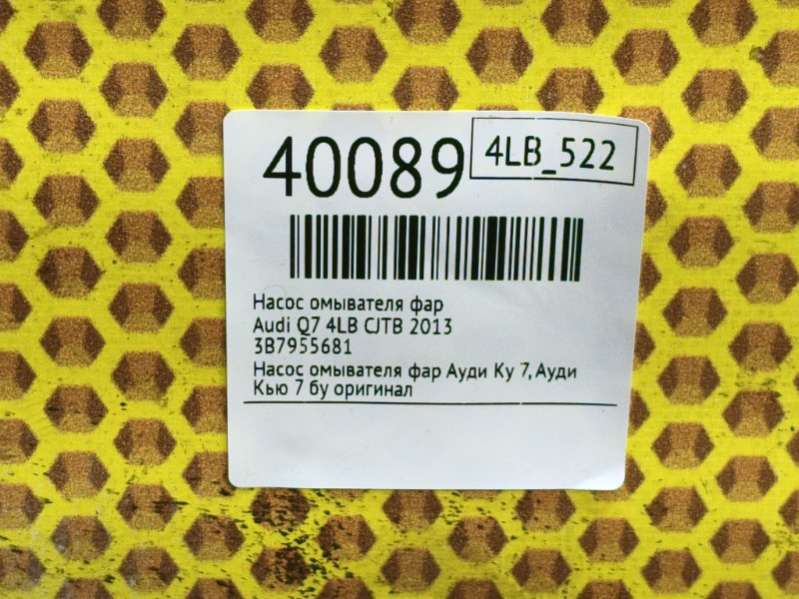 40089
4LB_522
Насос омывателя фар
Audi Q7 4LB CJTB 2013
3B7955681
Насос омывателя фар Ауди Ку 7, Ауди
Кью 7 бу оригинал